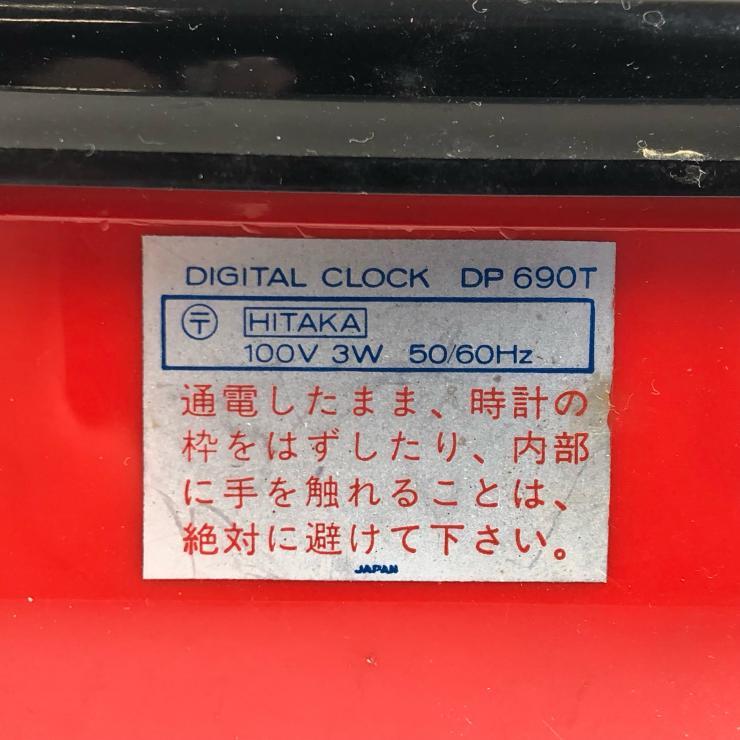 DIGITAL CLOCK DP 690T
〒 HITAKA
100V 3W 50/60Hz
通電したまま、時計の
枠をはずしたり、内部
に手を触れることは、
絶対に避けて下さい。
JAPAN